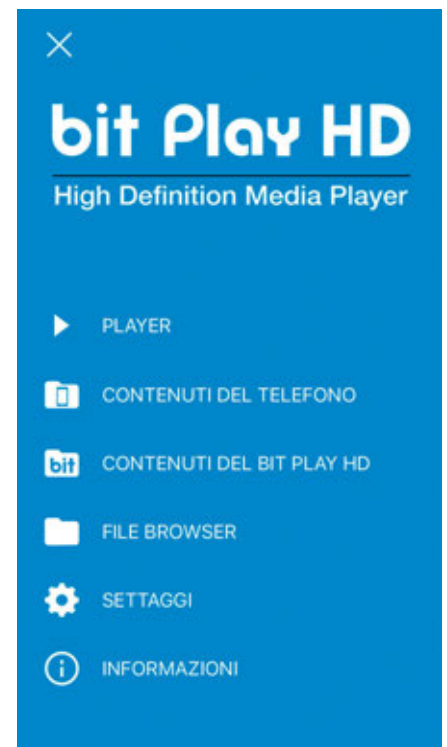 bit Play HD
High Definition Media Player
PLAYER
CONTENUTI DEL TELEFONO
bit
CONTENUTI DEL BIT PLAY HD
FILE BROWSER
SETTAGGI
INFORMAZIONI